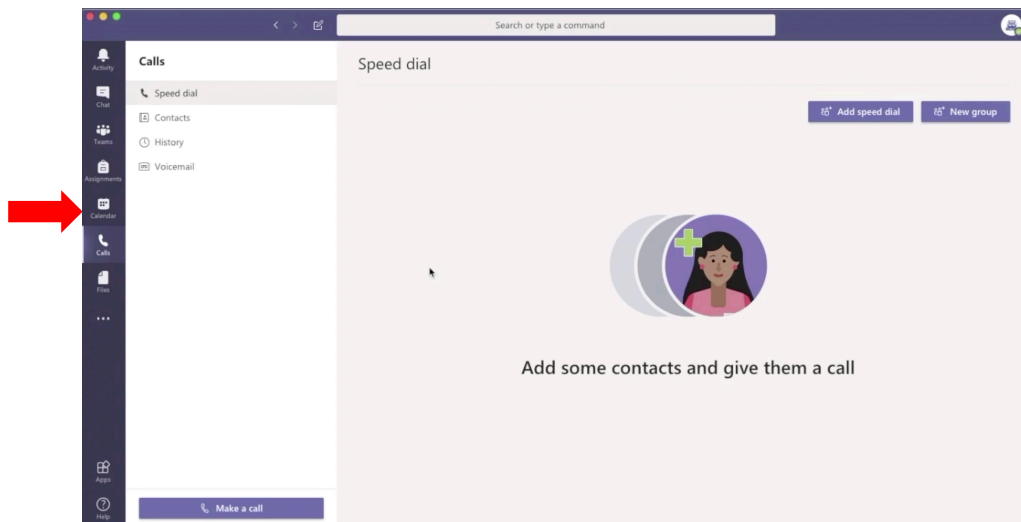 Search or type a command
Activity
Chat
Teams
Assignments
Calendar
Calls
Files
Apps
Help
Calls
Speed dial
Contacts
History
Voicemail
Make a call
Speed dial
Add speed dial
New group
Add some contacts and give them a call